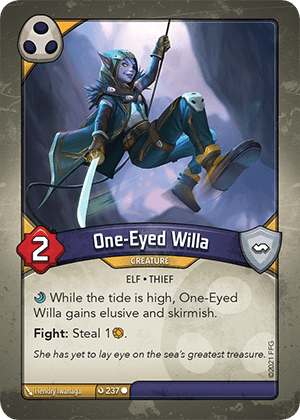 2
One-Eyed Willa
CREATURE
ELF • THIEF
While the tide is high, One-Eyed
Willa gains elusive and skirmish.
Fight: Steal 1.
She has yet to lay eye on the sea's greatest treasure.
Hendry Iwanaga
237
©2021 FFG